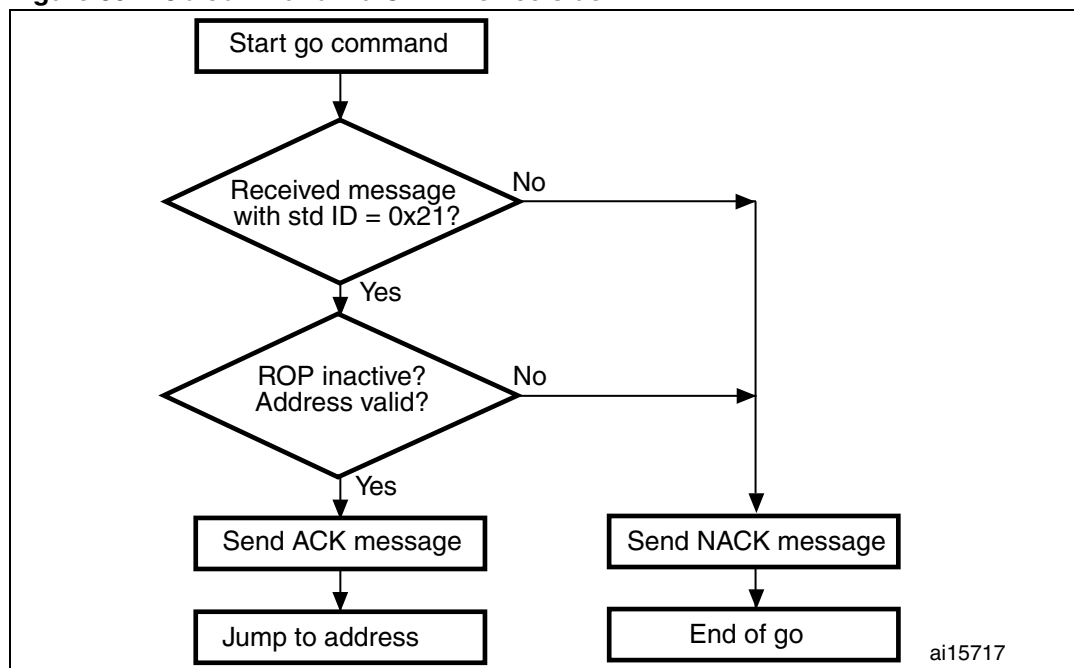 Start go command
Received message
with std ID = 0x21?
No
Yes
ROP inactive?
Address valid?
No
Yes
Send ACK message
Send NACK message
Jump to address
End of go
ai15717